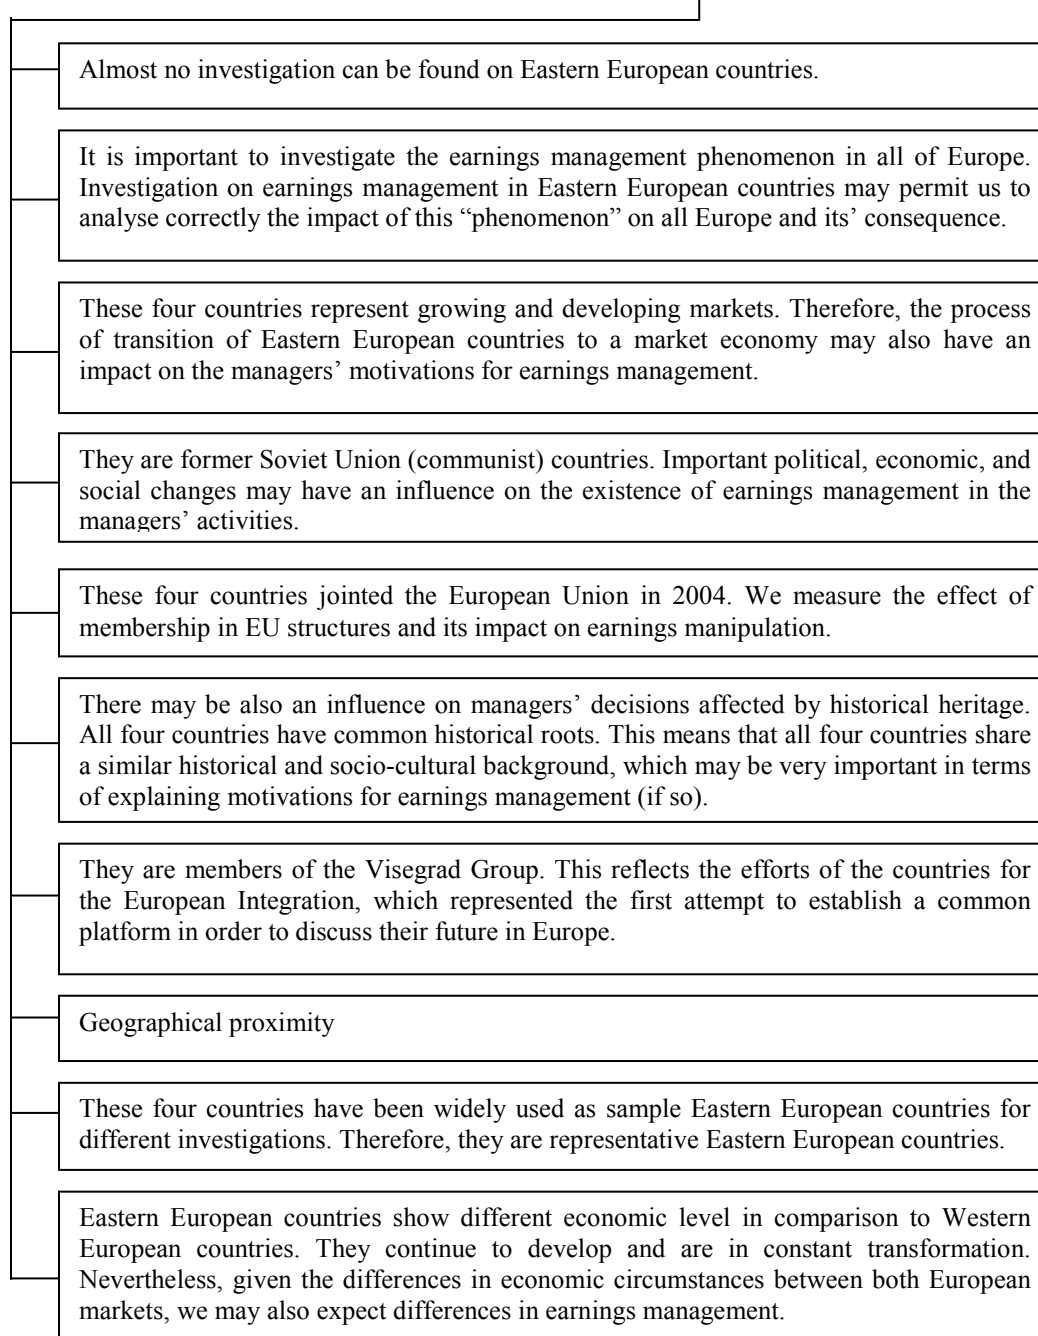 Almost no investigation can be found on Eastern European countries.
It is important to investigate the earnings management phenomenon in all of Europe.
Investigation on earnings management in Eastern European countries may permit us to
analyse correctly the impact of this “phenomenon” on all Europe and its’ consequence.
These four countries represent growing and developing markets. Therefore, the process
of transition of Eastern European countries to a market economy may also have an
impact on the managers’ motivations for earnings management.
They are former Soviet Union (communist) countries. Important political, economic, and
social changes may have an influence on the existence of earnings management in the
managers’ activities.
These four countries jointed the European Union in 2004. We measure the effect of
membership in EU structures and its impact on earnings manipulation.
There may be also an influence on managers’ decisions affected by historical heritage.
All four countries have common historical roots. This means that all four countries share
a similar historical and socio-cultural background, which may be very important in terms
of explaining motivations for earnings management (if so).
They are members of the Visegrad Group. This reflects the efforts of the countries for
the European Integration, which represented the first attempt to establish a common
platform in order to discuss their future in Europe.
Geographical proximity
These four countries have been widely used as sample Eastern European countries for
different investigations. Therefore, they are representative Eastern European countries.
Eastern European countries show different economic level in comparison to Western
European countries. They continue to develop and are in constant transformation.
Nevertheless, given the differences in economic circumstances between both European
markets, we may also expect differences in earnings management.